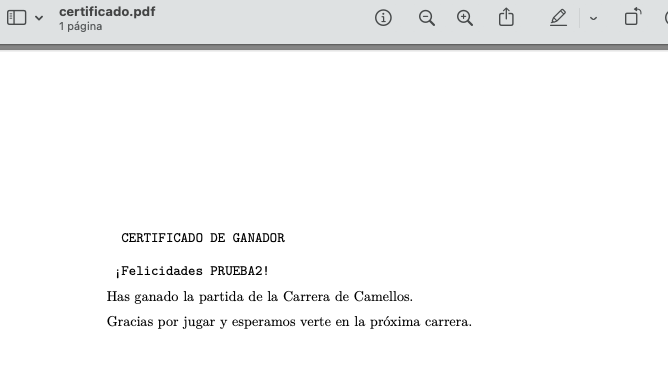 certificado.pdf
1 página
CERTIFICADO DE GANADOR
¡Felicidades PRUEBA2!
Has ganado la partida de la Carrera de Camellos.
Gracias por jugar y esperamos verte en la próxima carrera.